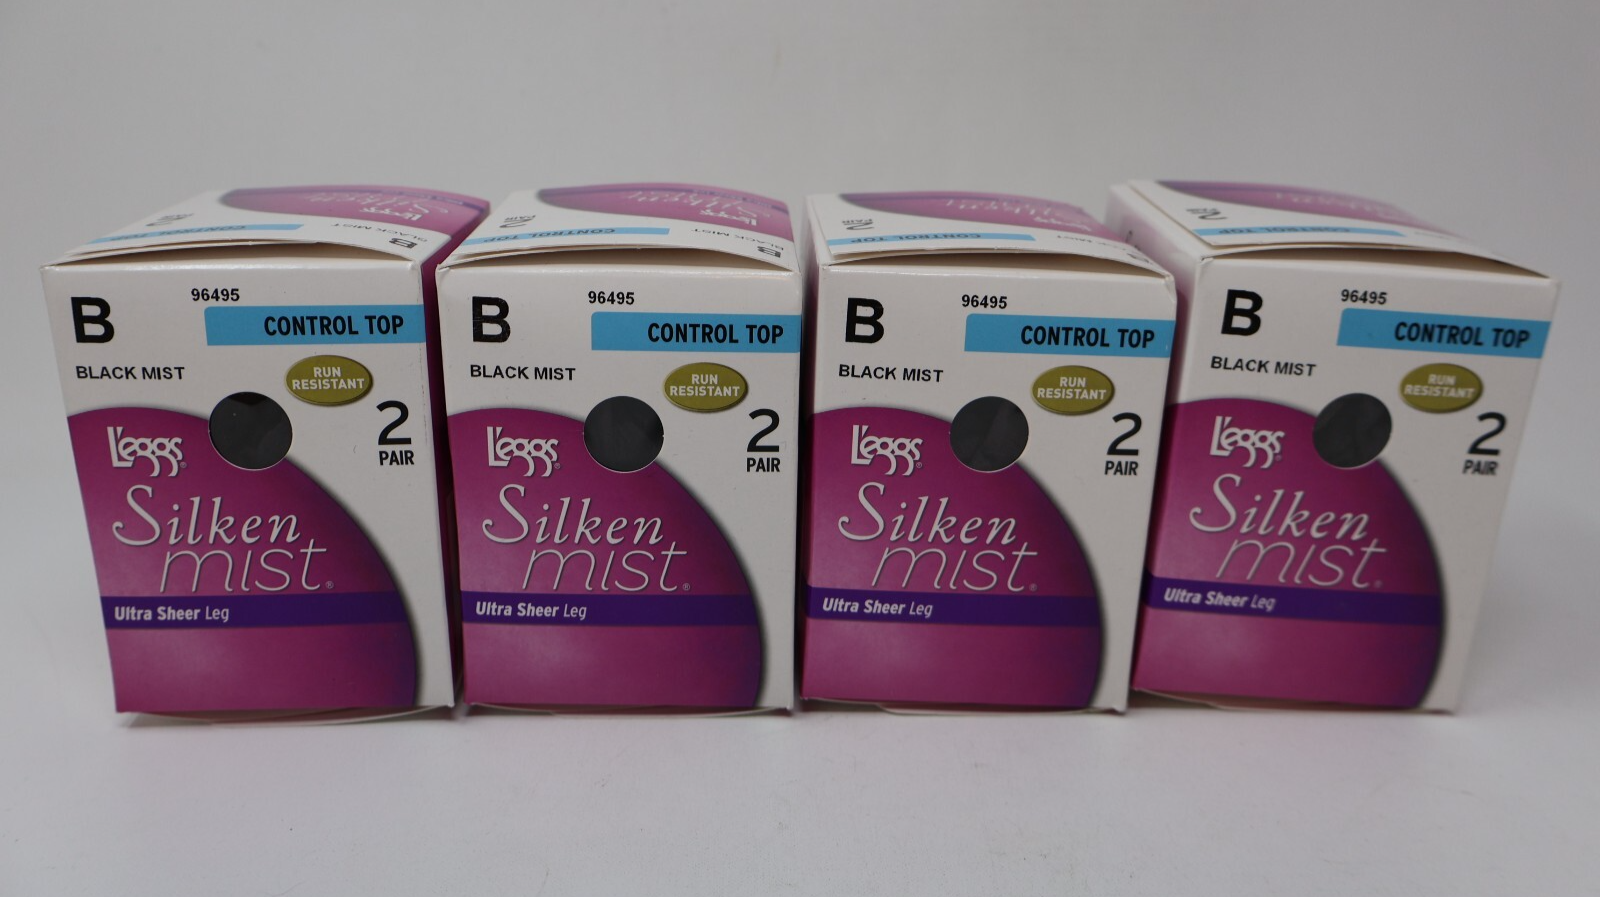 B
96495
CONTROL TOP
BLACK MIST
RUN
RESISTANT
2
PAIR
L'eggs®
Silken
mist®
Ultra Sheer Leg
B
96495
CONTROL TOP
BLACK MIST
RUN
RESISTANT
2
PAIR
L'eggs®
Silken
mist®
Ultra Sheer Leg
B
96495
CONTROL TOP
BLACK MIST
RUN
RESISTANT
2
PAIR
L'eggs®
Silken
mist®
Ultra Sheer Leg
B
96495
CONTROL TOP
BLACK MIST
RUN
RESISTANT
2
PAIR
L'eggs®
Silken
mist®
Ultra Sheer Leg